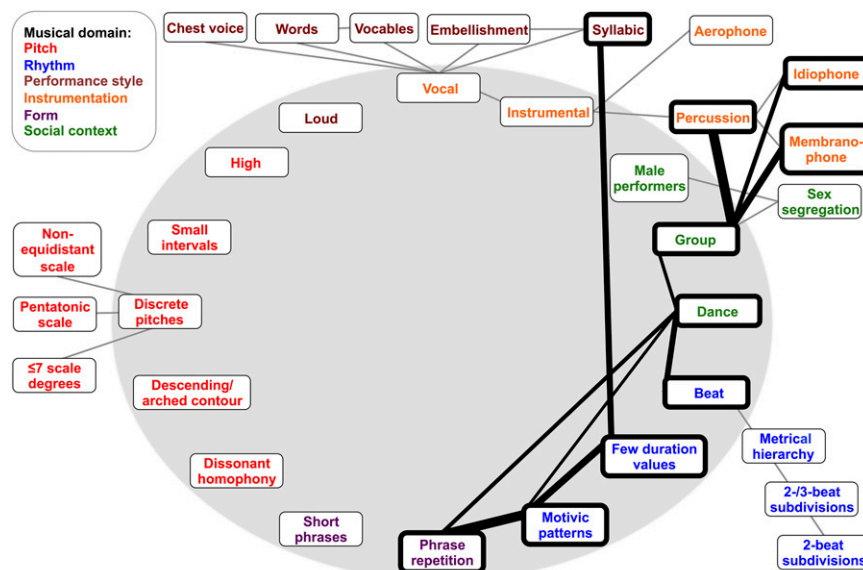 Musical domain:
Pitch
Rhythm
Performance style
Instrumentation
Form
Social context
Chest voice
Words
Vocables
Embellishment
Syllabic
Aerophone
Vocal
Instrumental
Percussion
Idiophone
Membrano-
phone
Loud
High
Male
performers
Sex
segregation
Small
intervals
Non-
equidistant
scale
Group
Pentatonic
scale
Discrete
pitches
Dance
≤7 scale
degrees
Descending/
arched contour
Beat
Dissonant
homophony
Few duration
values
Metrical
hierarchy
2-/3-beat
subdivisions
Short
phrases
Phrase
repetition
Motivic
patterns
2-beat
subdivisions